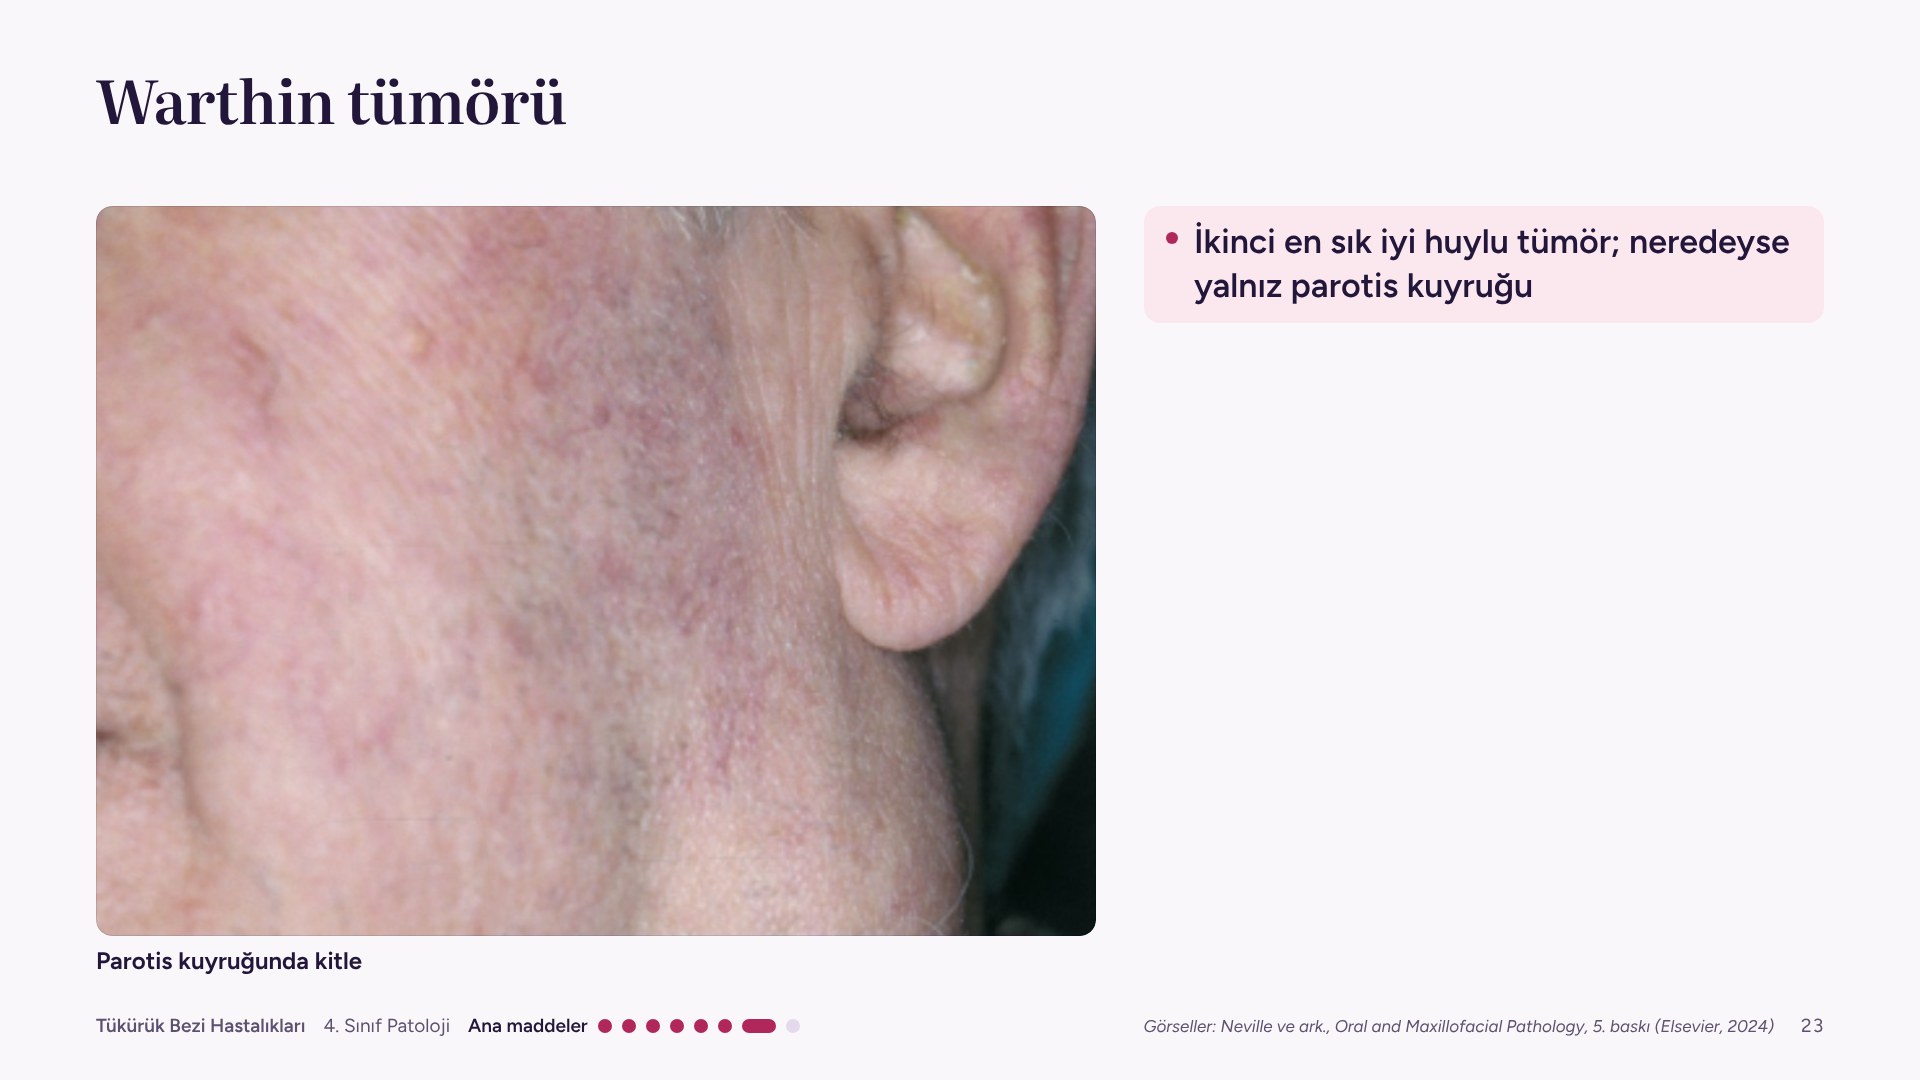 Warthin tümörü
İkinci en sık iyi huylu tümör; neredeyse
yalnız parotis kuyruğu
Parotis kuyruğunda kitle
Tükürük Bezi Hastalıkları 4. Sınıf Patoloji Ana maddeler
Görseller: Neville ve ark., Oral and Maxillofacial Pathology, 5. baskı (Elsevier, 2024) 23